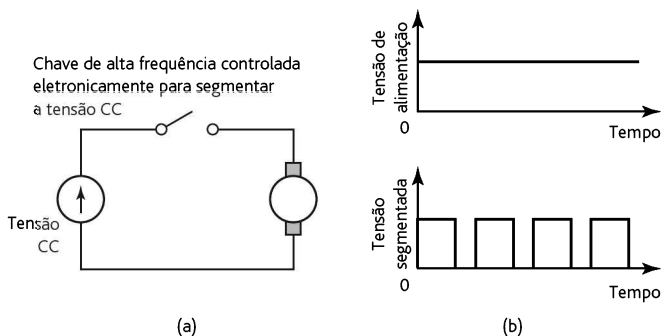 Chave de alta frequência controlada
eletronicamente para segmentar
a tensão CC
Tensão
CC
(a)
Tensão de
alimentação
0
Tempo
Tensão
segmentada
0
Tempo
(b)